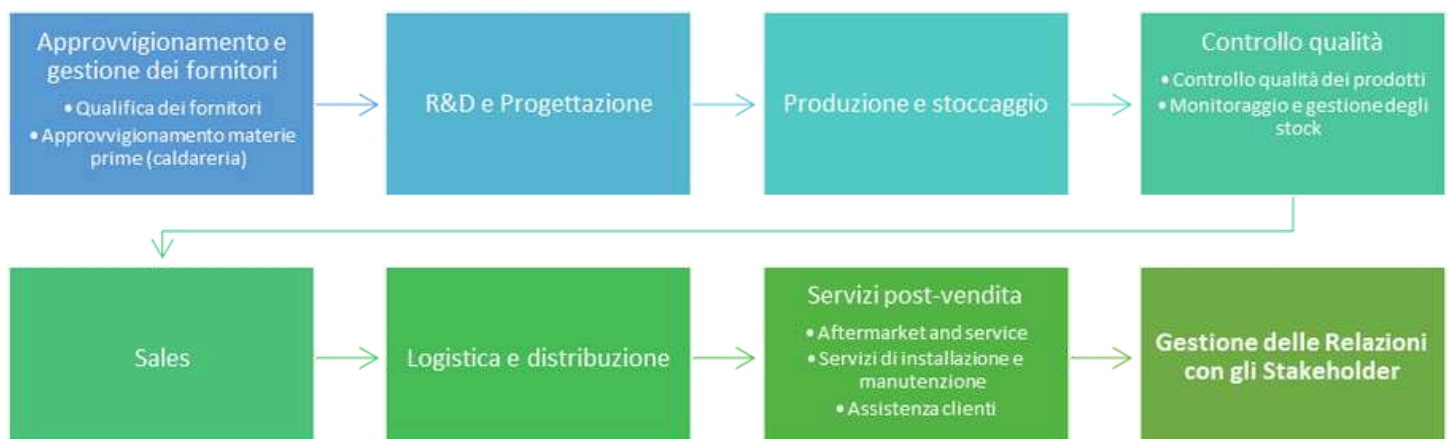 Approvvigionamento e
gestione dei fornitori
• Qualifica dei fornitori
• Approvvigionamento materie
prime (caldareria)
R&D e Progettazione
Produzione e stoccaggio
Controllo qualità
• Controllo qualità dei prodotti
• Monitoraggio e gestione degli
stock
Sales
Logistica e distribuzione
Servizi post-vendita
• Aftermarket and service
• Servizi di installazione e
manutenzione
• Assistenza clienti
Gestione delle Relazioni
con gli Stakeholder